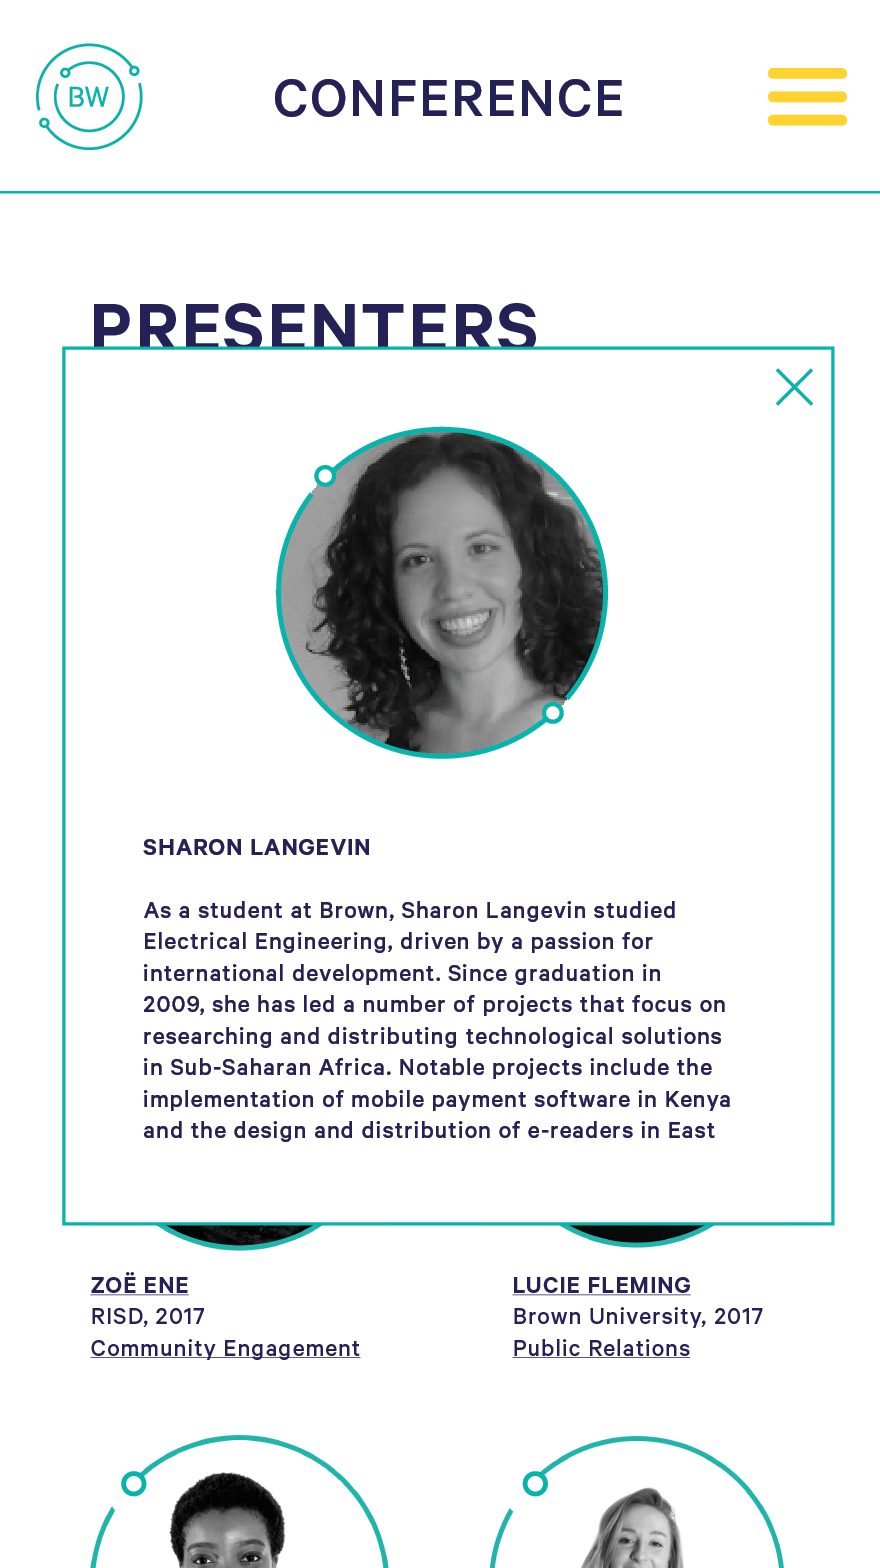 BW
CONFERENCE
PRESENTERS
SHARON LANGEVIN
As a student at Brown, Sharon Langevin studied
Electrical Engineering, driven by a passion for
international development. Since graduation in
2009, she has led a number of projects that focus on
researching and distributing technological solutions
in Sub-Saharan Africa. Notable projects include the
implementation of mobile payment software in Kenya
and the design and distribution of e-readers in East
ZOË ENE
RISD, 2017
Community Engagement
LUCIE FLEMING
Brown University, 2017
Public Relations